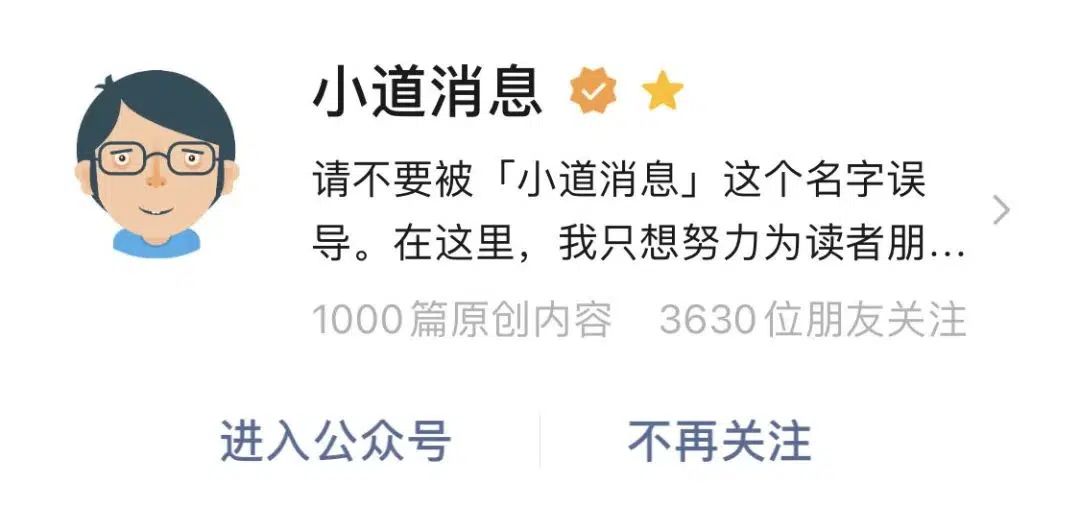 小道消息
请不要被「小道消息」这个名字误
导。在这里，我只想努力为读者朋…
1000篇原创内容 3630位朋友关注
进入公众号 不再关注